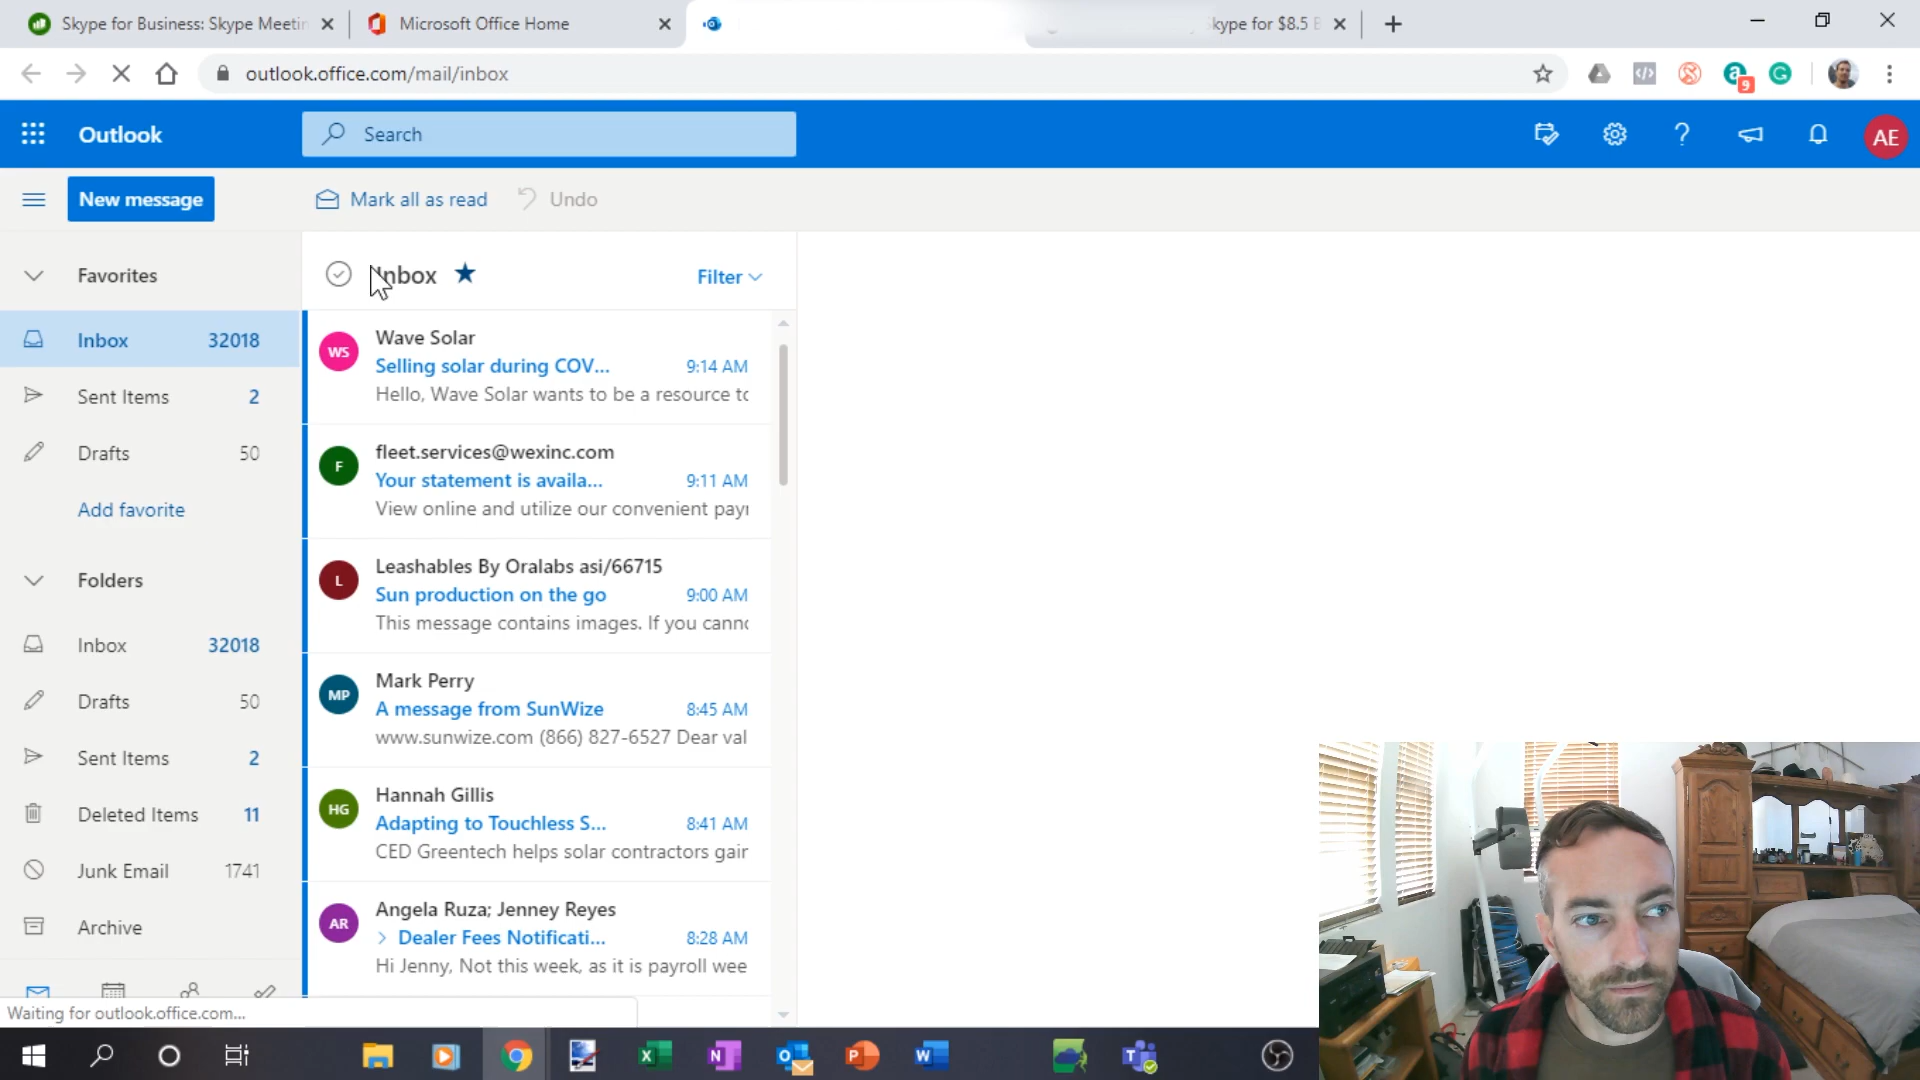 Skype for Business: Skype Meetin
Microsoft Office Home
Skype for $8.5 B
outlook.office.com/mail/inbox
9
Outlook
Search
AE
New message
Mark all as read
Undo
Favorites
Inbox
Filter
Inbox 32018
Sent Items 2
Drafts 50
Add favorite
Folders
Inbox 32018
Drafts 50
Sent Items 2
Deleted Items 11
Junk Email 1741
Archive
WS
Wave Solar
Selling solar during COV... 9:14 AM
Hello, Wave Solar wants to be a resource to
F
fleet.services@wexinc.com
Your statement is availa... 9:11 AM
View online and utilize our convenient payr
L
Leashables By Oralabs asi/66715
Sun production on the go 9:00 AM
This message contains images. If you canno
MP
Mark Perry
A message from SunWize 8:45 AM
www.sunwize.com (866) 827-6527 Dear val
HG
Hannah Gillis
Adapting to Touchless S... 8:41 AM
CED Greentech helps solar contractors gair
AR
Angela Ruza; Jenney Reyes
Dealer Fees Notificati... 8:28 AM
Hi Jenny, Not this week, as it is payroll wee
Waiting for outlook.office.com...